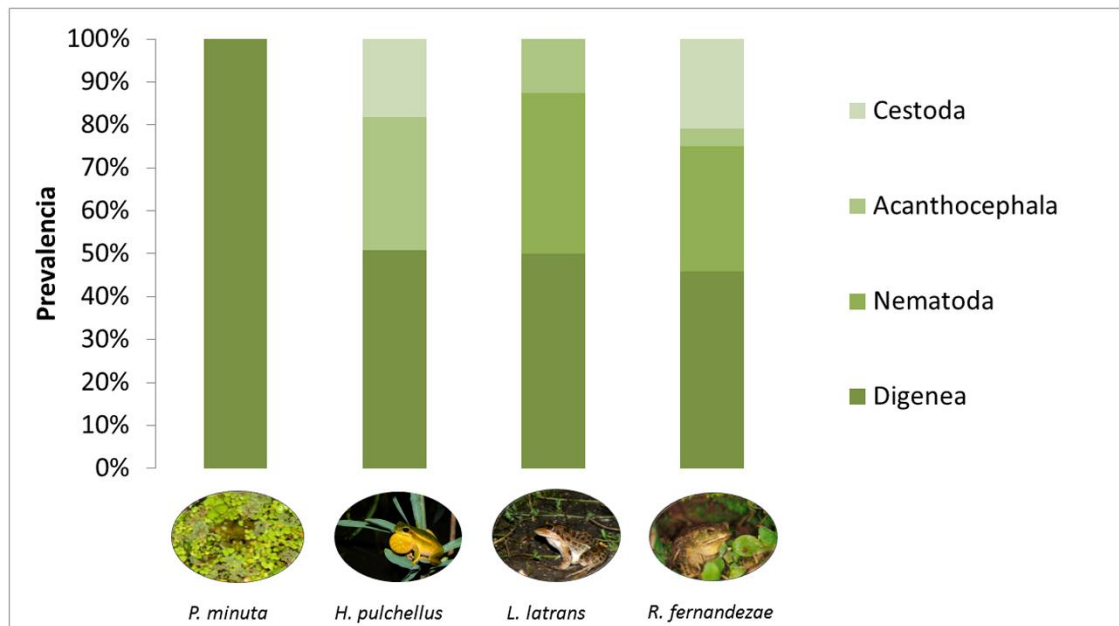 100%
90%
80%
70%
60%
50%
40%
30%
20%
10%
0%
Prevalencia
Cestoda
Acanthocephala
Nematoda
Digenea
P. minuta
H. pulchellus
L. latrans
R. fernandezae